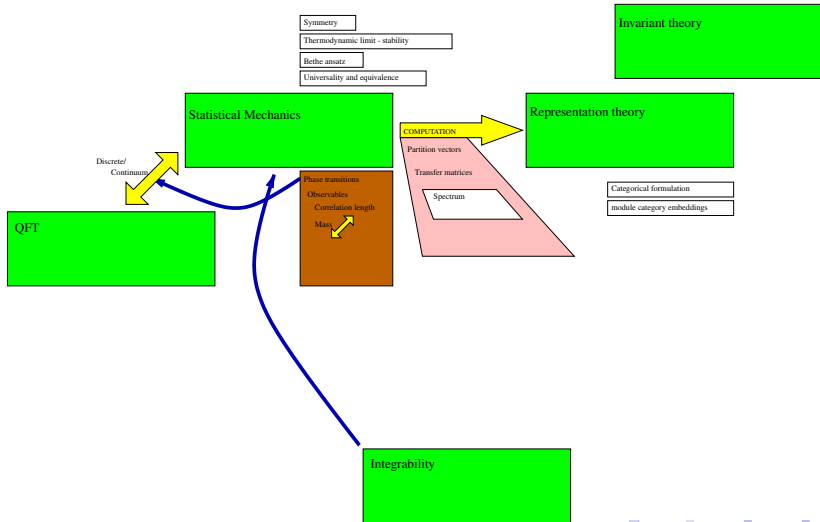 Symmetry
Thermodynamic limit - stability
Bethe ansatz
Universality and equivalence
Invariant theory
Statistical Mechanics
Representation theory
COMPUTATION
Partition vectors
Transfer matrices
Spectrum
Discrete/
Continuum
Phase transitions
Observables
Correlation length
Mass
Categorical formulation
module category embeddings
QFT
Integrability